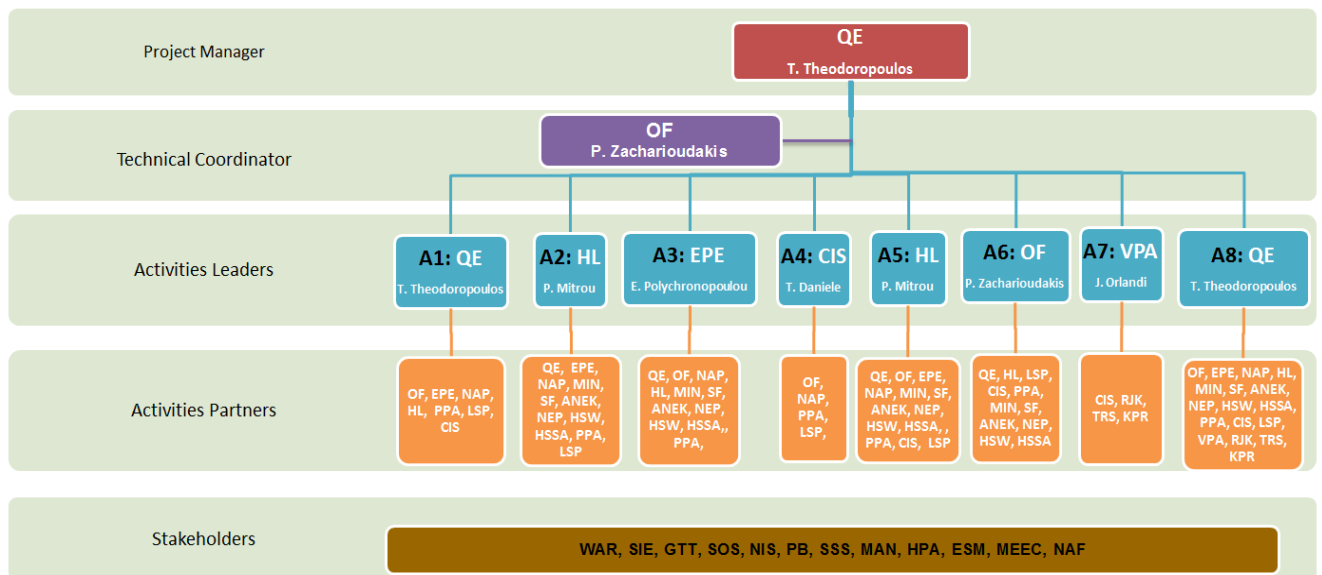 Project Manager
QE
T. Theodoropoulos
Technical Coordinator
OF
P. Zacharioudakis
Activities Leaders
A1: QE
T. Theodoropoulos
A2: HL
P. Mitrou
A3: EPE
E. Polychronopoulou
A4: CIS
T. Daniele
A5: HL
P. Mitrou
A6: OF
P. Zacharioudakis
A7: VPA
J. Orlandi
A8: QE
T. Theodoropoulos
Activities Partners
OF, EPE, NAP,
HL, PPA, LSP,
CIS
QE, EPE,
NAP, MIN,
SF, ANEK,
NEP, HSW,
HSSA, PPA,
LSP
QE, OF, NAP,
HL, MIN, SF,
ANEK, NEP,
HSW, HSSA,,
PPA,
OF,
NAP,
PPA,
LSP,
QE, OF, EPE,
NAP, MIN, SF,
ANEK, NEP,
HSW, HSSA, ,
PPA, CIS, LSP
QE, HL, LSP,
CIS, PPA,
MIN, SF,
ANEK, NEP,
HSW, HSSA
CIS, RJK,
TRS, KPR
OF, EPE, NAP, HL,
MIN, SF, ANEK,
NEP, HSW, HSSA,
PPA, CIS, LSP,
VPA, RJK, TRS,
KPR
Stakeholders
WAR, SIE, GTT, SOS, NIS, PB, SSS, MAN, HPA, ESM, MEEC, NAF